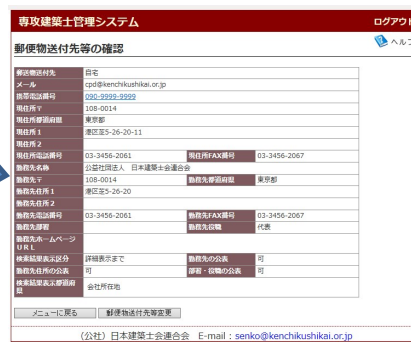 専攻建築士管理システム ログアウト
ヘルプ
郵便物送付先等の確認
郵送物送付先 自宅
メール cpd@kenchikushikai.or.jp
携帯電話番号 090-9999-9999
現住所〒 108-0014
現住所都道府県 東京都
現住所1 港区芝5-26-20-11
現住所2
現住所電話番号 03-3456-2061 現住所FAX番号 03-3456-2067
勤務先名称 公益社団法人 日本建築士会連合会
勤務先〒 108-0014 勤務先都道府県 東京都
勤務先住所1 港区芝5-26-20
勤務先住所2
勤務先電話番号 03-3456-2061 勤務先FAX番号 03-3456-2067
勤務先部署 勤務先役職 代表
勤務先ホームページ
URL
検索結果表示区分 詳細表示まで 勤務先の公表 可
勤務先住所の公表 可 部署・役職の公表 可
検索結果表示都道府
県 会社所在地
メニューに戻る 郵便物送付先等変更
(公社)日本建築士会連合会 E-mail:senko@kenchikushikai.or.jp